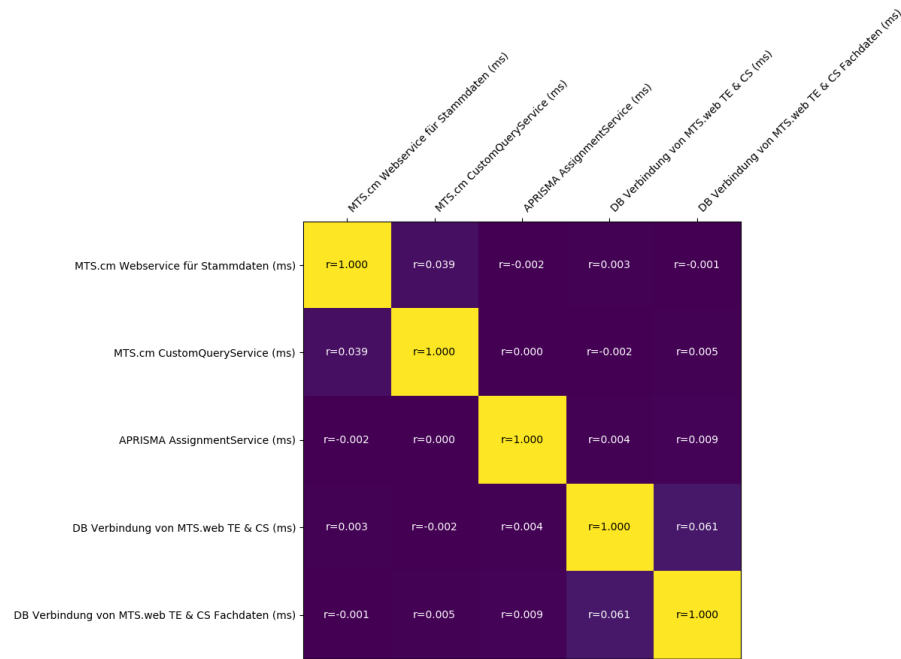 MTS.cm Webservice für Stammdaten (ms)
MTS.cm CustomQueryService (ms)
APRISMA AssignmentService (ms)
DB Verbindung von MTS.web TE & CS (ms)
DB Verbindung von MTS.web TE & CS Fachdaten (ms)
MTS.cm Webservice für Stammdaten (ms) r=1.000 r=0.039 r=-0.002 r=0.003 r=-0.001
MTS.cm CustomQueryService (ms) r=0.039 r=1.000 r=0.000 r=-0.002 r=0.005
APRISMA AssignmentService (ms) r=-0.002 r=0.000 r=1.000 r=0.004 r=0.009
DB Verbindung von MTS.web TE & CS (ms) r=0.003 r=-0.002 r=0.004 r=1.000 r=0.061
DB Verbindung von MTS.web TE & CS Fachdaten (ms) r=-0.001 r=0.005 r=0.009 r=0.061 r=1.000